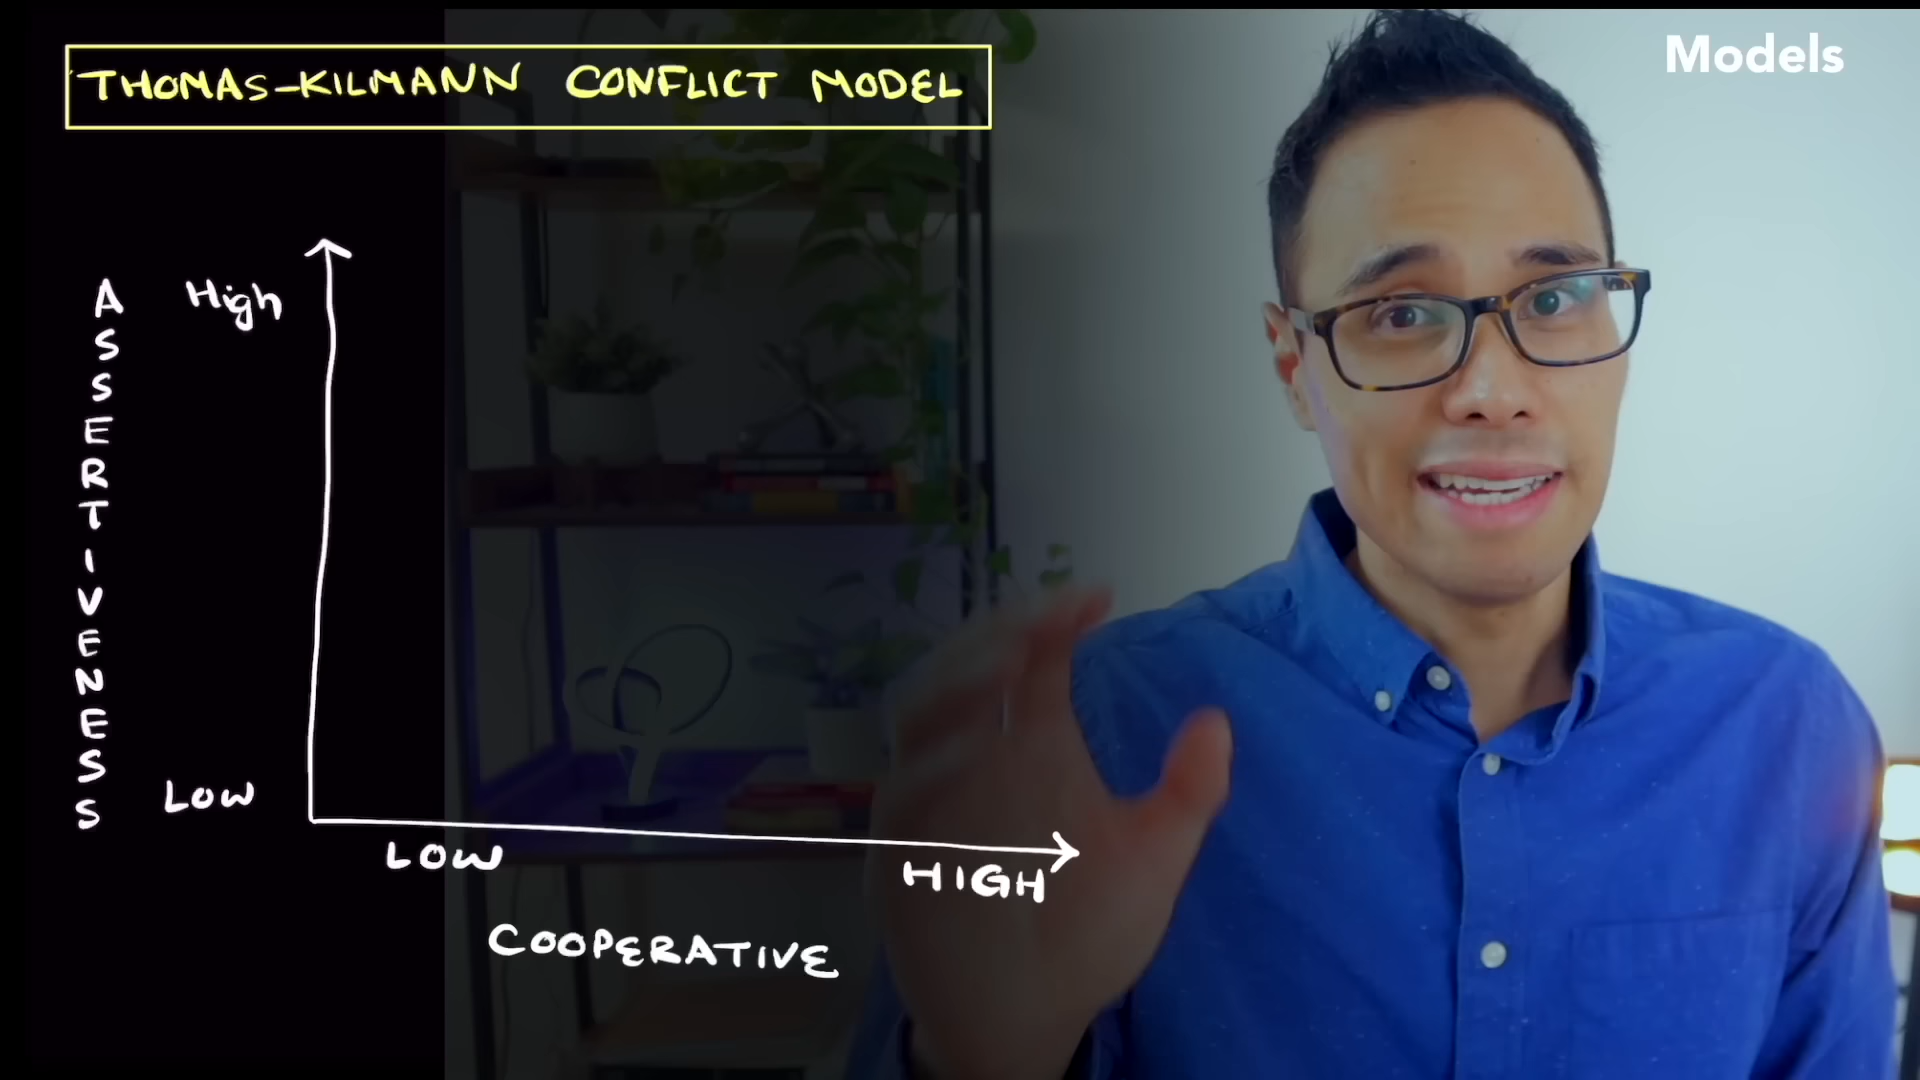 THOMAS-KILMANN CONFLICT MODEL
Models
ASSERTIVENESS
High
Low
LOW
HIGH
COOPERATIVE